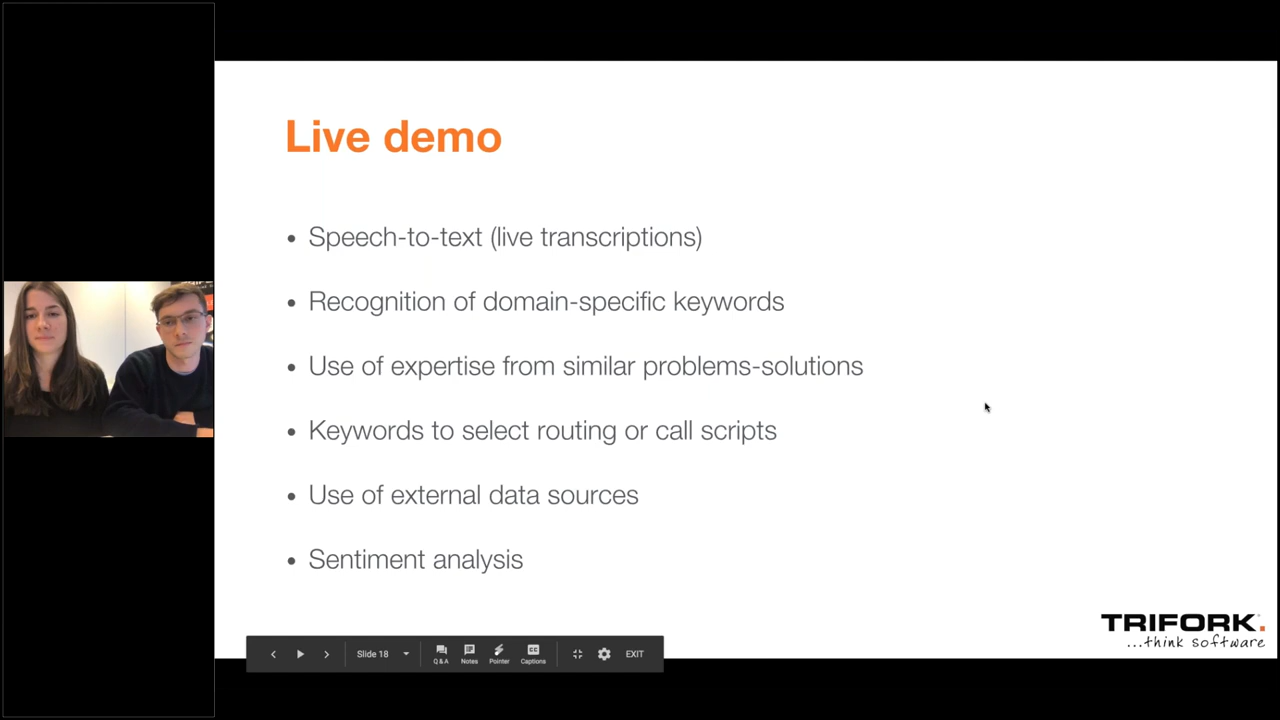 Live demo
• Speech-to-text (live transcriptions)
• Recognition of domain-specific keywords
• Use of expertise from similar problems-solutions
• Keywords to select routing or call scripts
• Use of external data sources
• Sentiment analysis
TRIFORK.
...think software
Slide 18
Q & A
Notes
Pointer
CC
Captions
EXIT